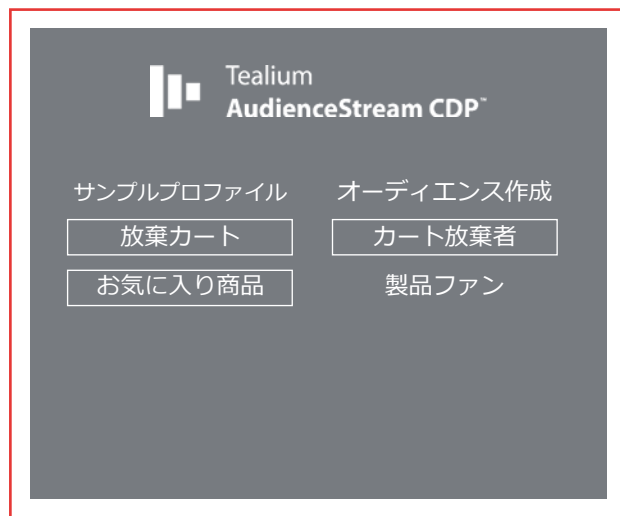 Tealium
AudienceStream CDP™
サンプルプロファイル
オーディエンス作成
放棄カート
カート放棄者
お気に入り商品
製品ファン